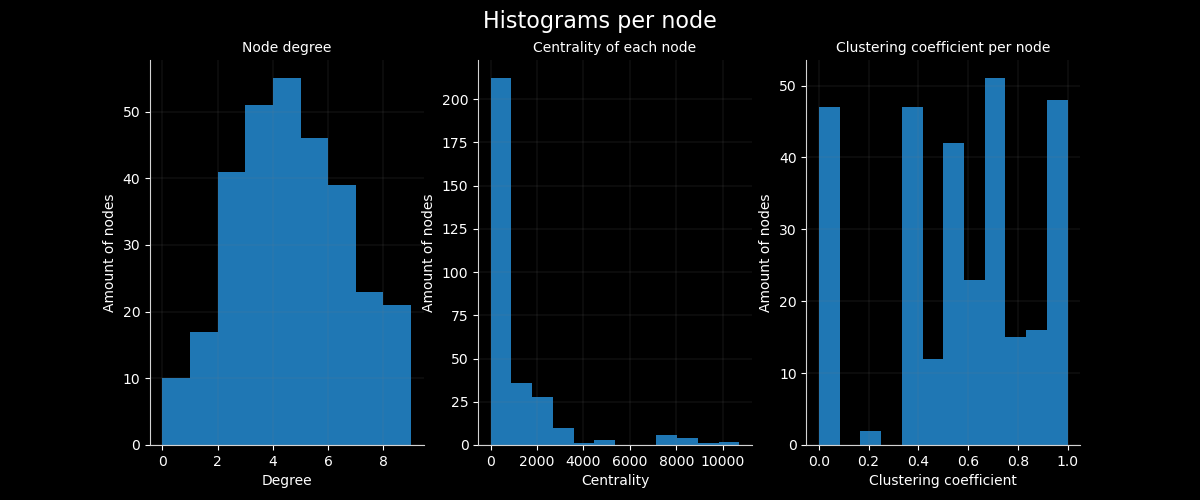 Histograms per node
Node degree
Amount of nodes
50
40
30
20
10
0
0 2 4 6 8
Degree
Centrality of each node
Amount of nodes
200
175
150
125
100
75
50
25
0
0 2000 4000 6000 8000 10000
Centrality
Clustering coefficient per node
Amount of nodes
50
40
30
20
10
0
0.0 0.2 0.4 0.6 0.8 1.0
Clustering coefficient